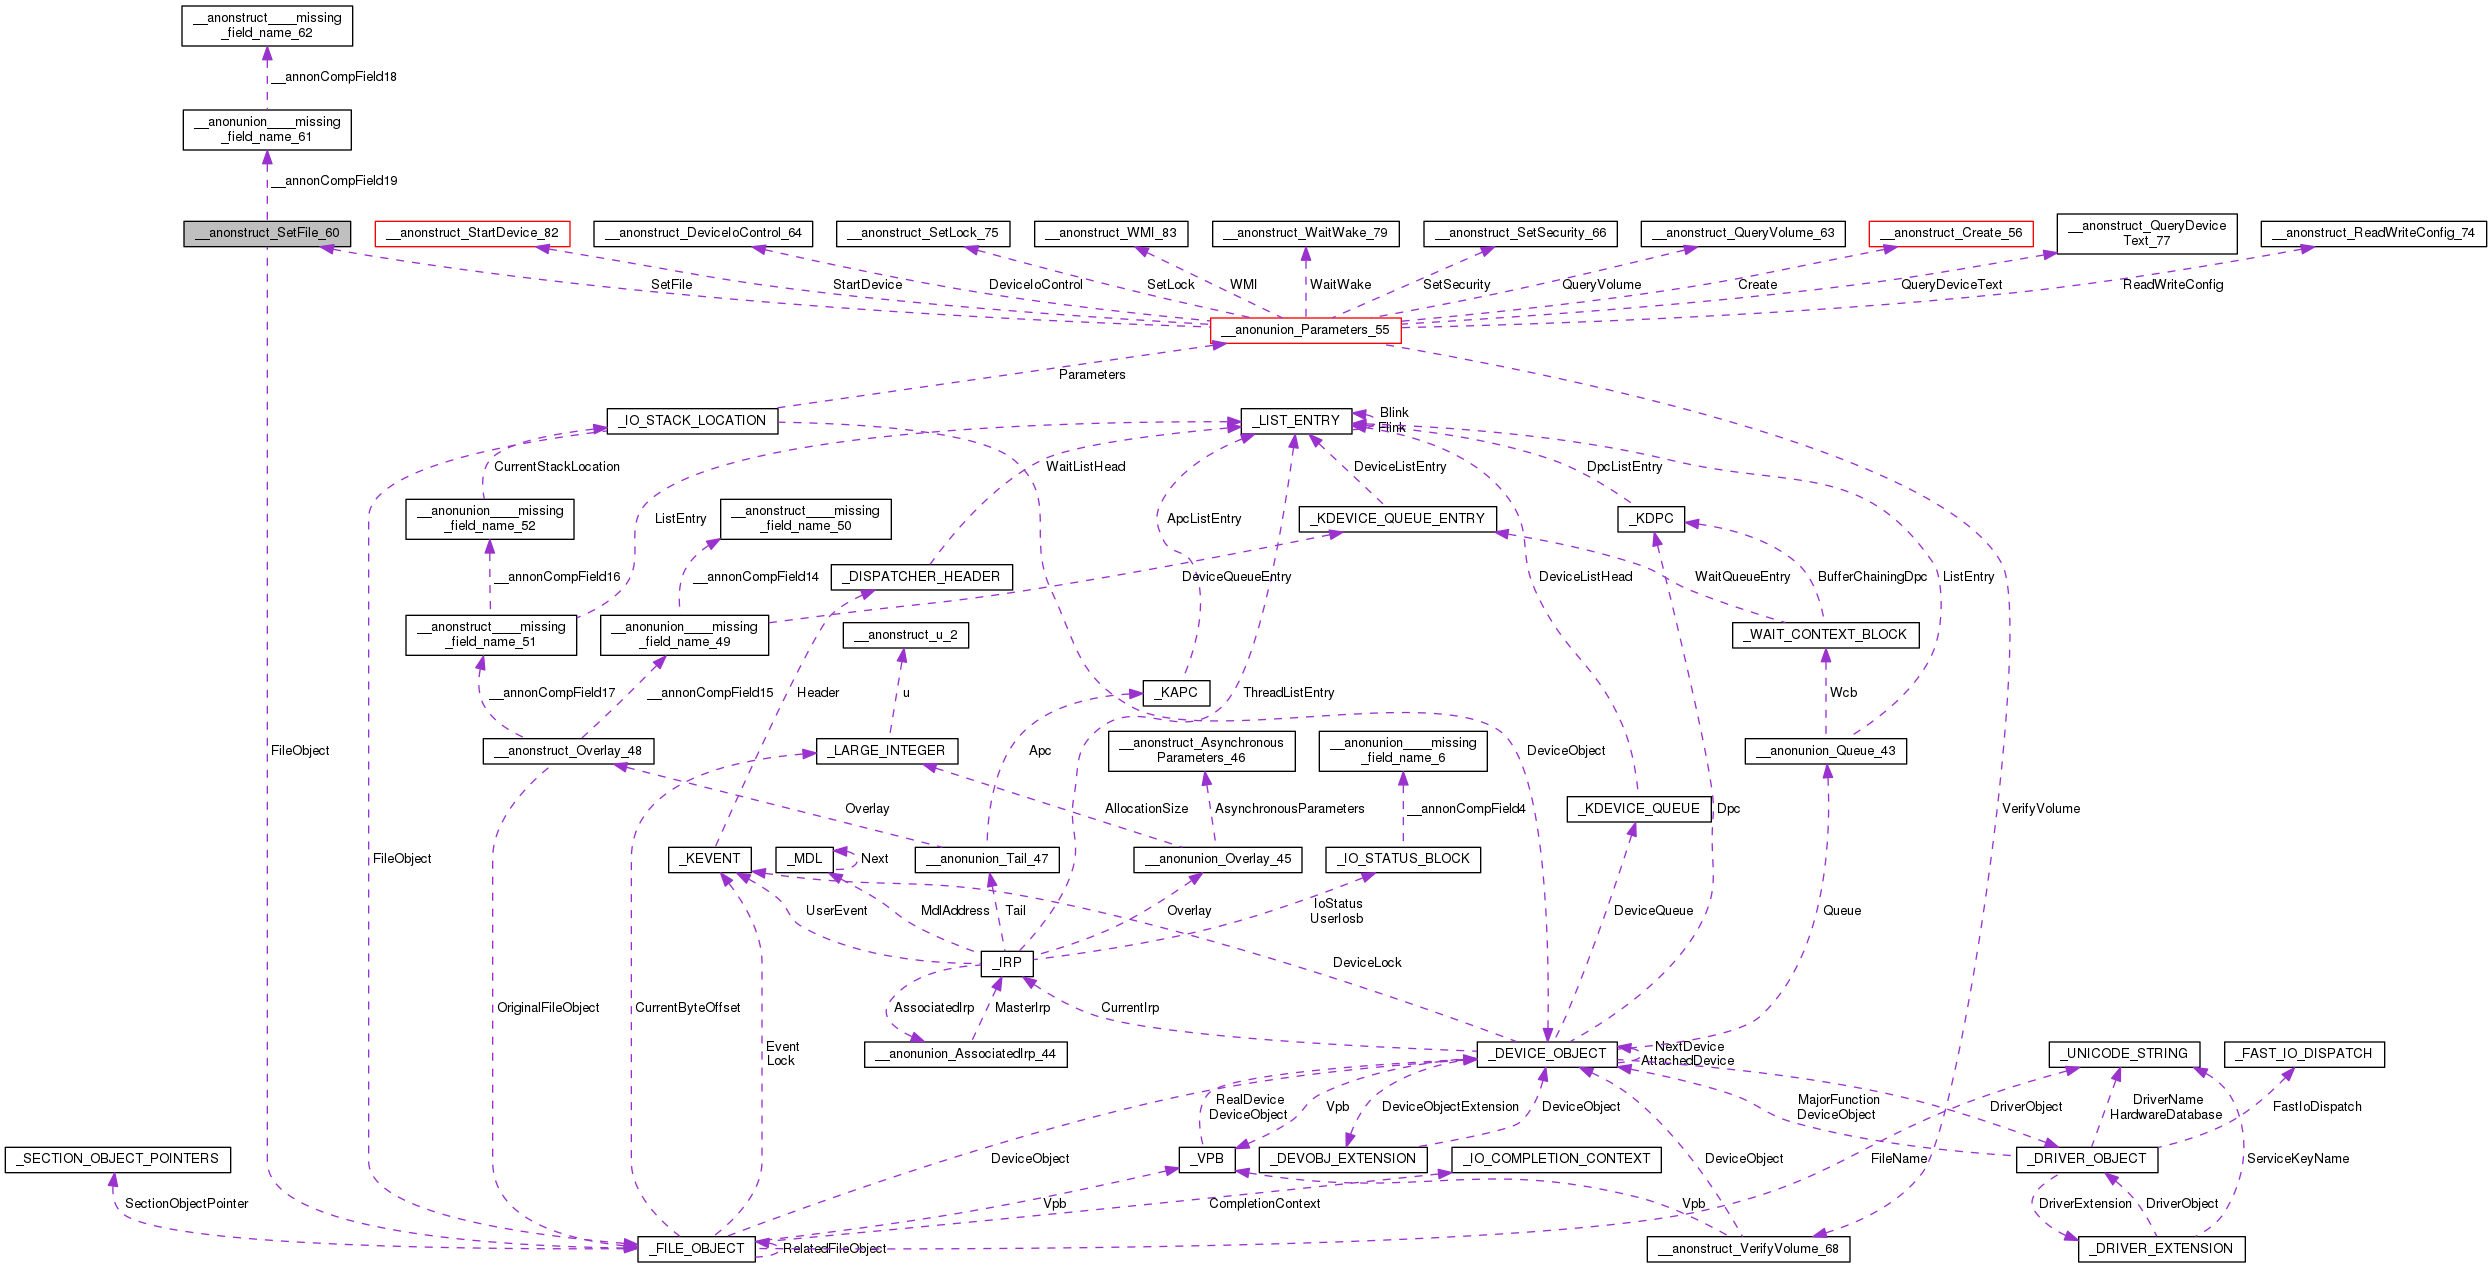 __anonstruct____missing
_field_name_62
__annonCompField18
__anonunion____missing
_field_name_61
__annonCompField19
__anonstruct_SetFile_60
__anonstruct_StartDevice_82
__anonstruct_DeviceIoControl_64
__anonstruct_SetLock_75
__anonstruct_WMI_83
__anonstruct_WaitWake_79
__anonstruct_SetSecurity_66
__anonstruct_QueryVolume_63
__anonstruct_Create_56
__anonstruct_QueryDevice
Text_77
__anonstruct_ReadWriteConfig_74
SetFile
StartDevice
DeviceIoControl
SetLock
WMI
WaitWake
SetSecurity
QueryVolume
Create
QueryDeviceText
ReadWriteConfig
__anonunion_Parameters_55
Parameters
_IO_STACK_LOCATION
_LIST_ENTRY
Blink
Flink
CurrentStackLocation
WaitListHead
DeviceListEntry
DpcListEntry
__anonunion____missing
_field_name_52
__anonstruct____missing
_field_name_50
ListEntry
ApcListEntry
_KDEVICE_QUEUE_ENTRY
_KDPC
__annonCompField16
__annonCompField14
_DISPATCHER_HEADER
DeviceQueueEntry
DeviceListHead
WaitQueueEntry
BufferChainingDpc
ListEntry
__anonstruct____missing
_field_name_51
__anonunion____missing
_field_name_49
__anonstruct_u_2
_WAIT_CONTEXT_BLOCK
__annonCompField17
__annonCompField15
Header
u
_KAPC
ThreadListEntry
Wcb
__anonstruct_Overlay_48
_LARGE_INTEGER
Apc
__anonstruct_Asynchronous
Parameters_46
__anonunion____missing
_field_name_6
DeviceObject
__anonunion_Queue_43
FileObject
Overlay
AllocationSize
AsynchronousParameters
__annonCompField4
_KDEVICE_QUEUE
Dpc
VerifyVolume
FileObject
_KEVENT
_MDL
Next
__anonunion_Tail_47
__anonunion_Overlay_45
_IO_STATUS_BLOCK
UserEvent
MdlAddress
Tail
Overlay
IoStatus
UserIosb
DeviceQueue
Queue
_IRP
DeviceLock
OriginalFileObject
CurrentByteOffset
AssociatedIrp
MasterIrp
CurrentIrp
Event
Lock
__anonunion_AssociatedIrp_44
_DEVICE_OBJECT
NextDevice
AttachedDevice
_UNICODE_STRING
_FAST_IO_DISPATCH
RealDevice
DeviceObject
Vpb
DeviceObjectExtension
DeviceObject
MajorFunction
DeviceObject
DriverObject
DriverName
HardwareDatabase
FastIoDispatch
_SECTION_OBJECT_POINTERS
DeviceObject
_VPB
_DEVOBJ_EXTENSION
_IO_COMPLETION_CONTEXT
DeviceObject
FileName
_DRIVER_OBJECT
ServiceKeyName
SectionObjectPointer
Vpb
CompletionContext
Vpb
DriverExtension
DriverObject
_FILE_OBJECT
RelatedFileObject
__anonstruct_VerifyVolume_68
_DRIVER_EXTENSION